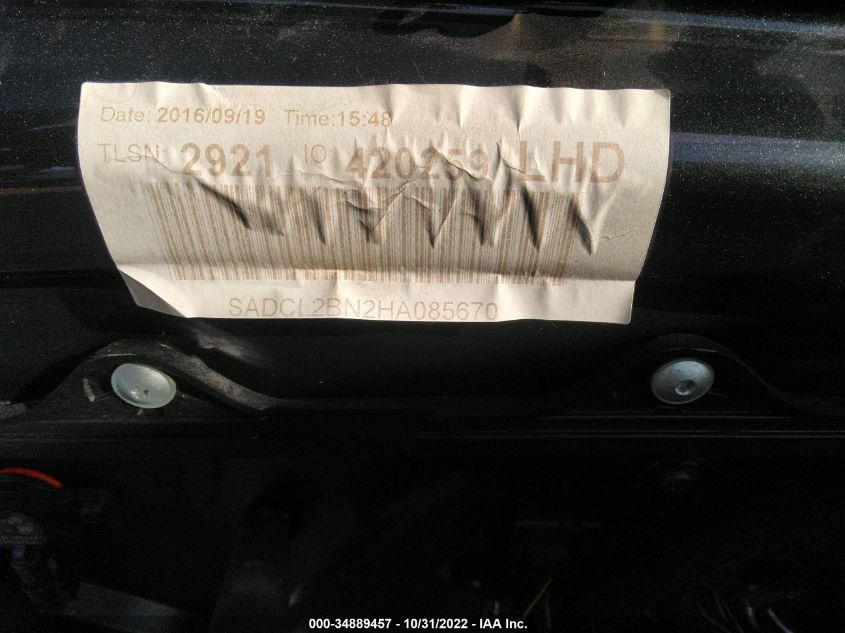 Date: 2016/09/19 Time:15:48
TLSN: 2921 IO 420259 LHD
SADCL2BN2HA085670
000-34889457 - 10/31/2022 - IAA Inc.